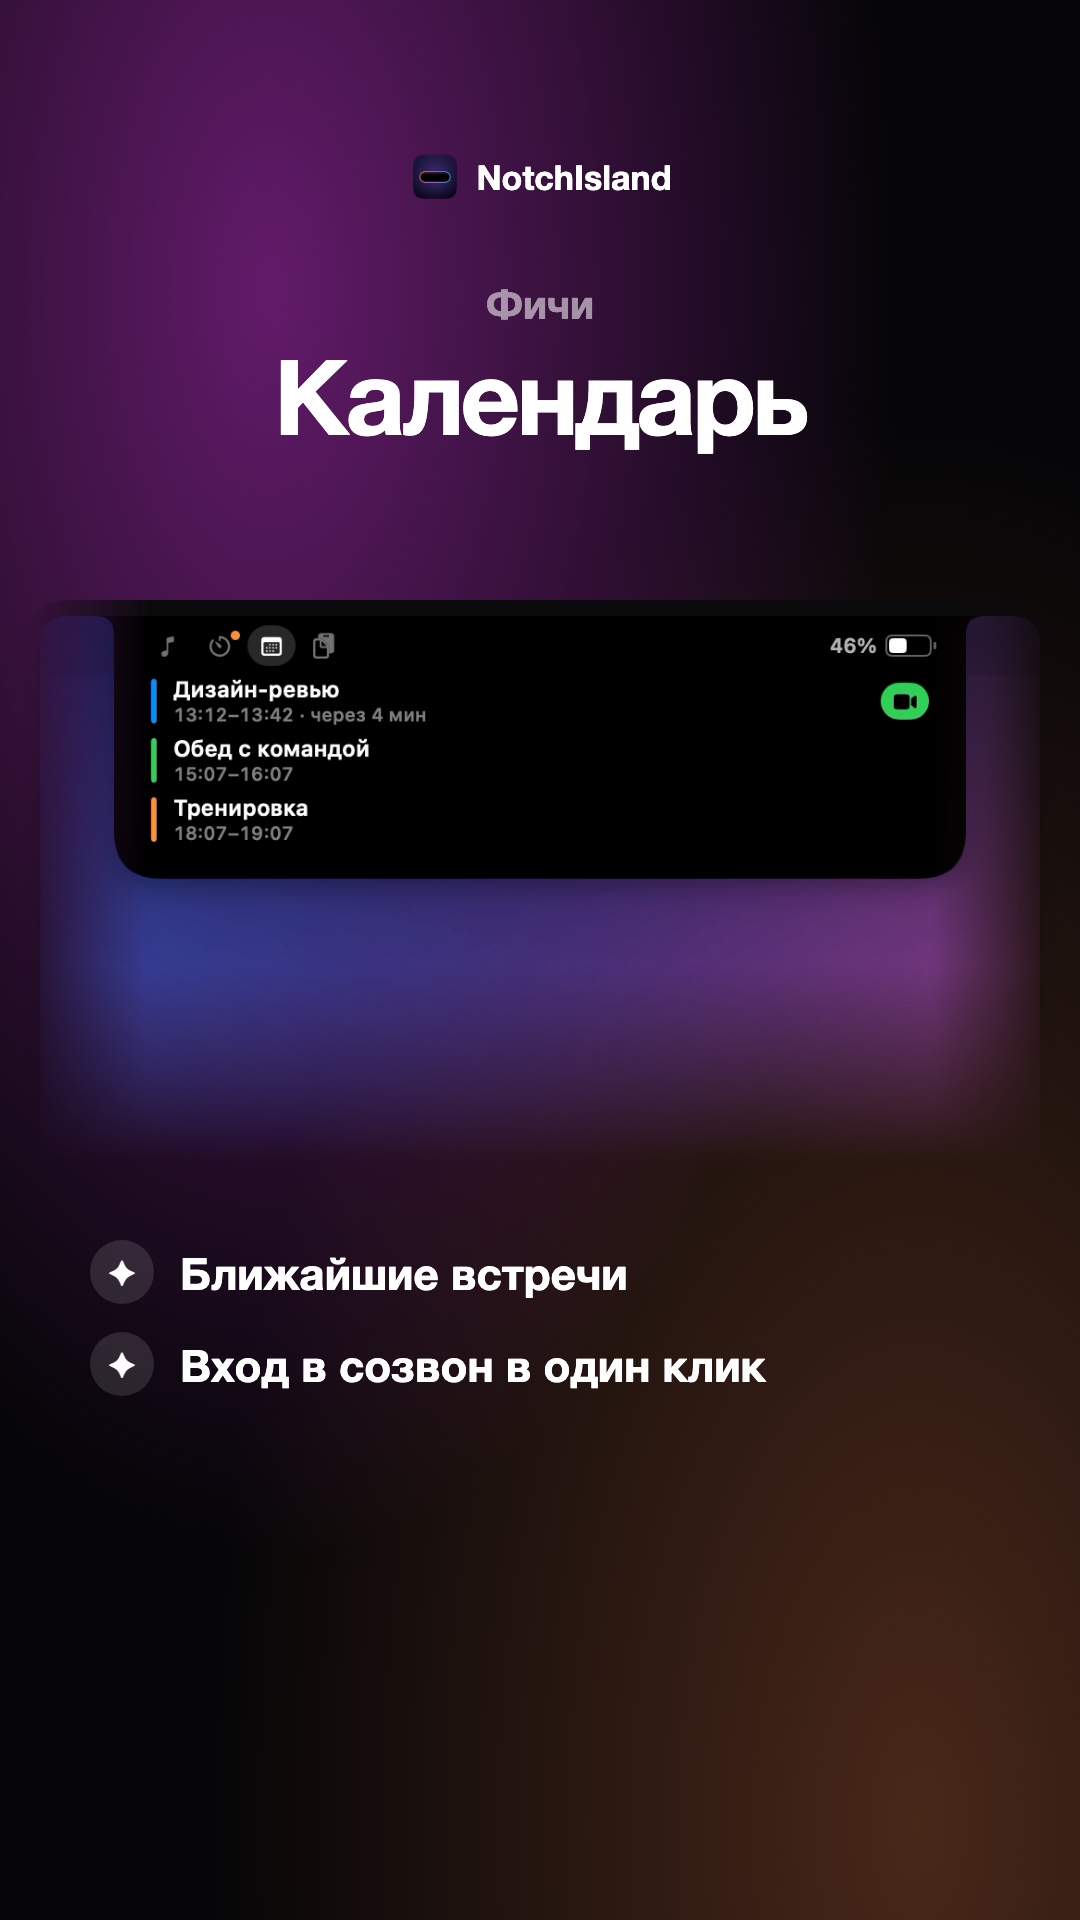 NotchIsland
Фичи
Календарь
46%
Дизайн-ревью
13:12–13:42 · через 4 мин
Обед с командой
15:07–16:07
Тренировка
18:07–19:07
Ближайшие встречи
Вход в созвон в один клик